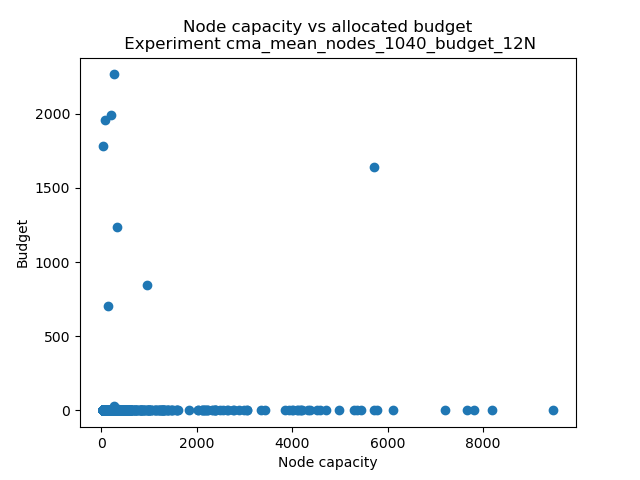 Node capacity vs allocated budget
Experiment cma_mean_nodes_1040_budget_12N
2000
1500
1000
500
0
Budget
0 2000 4000 6000 8000
Node capacity